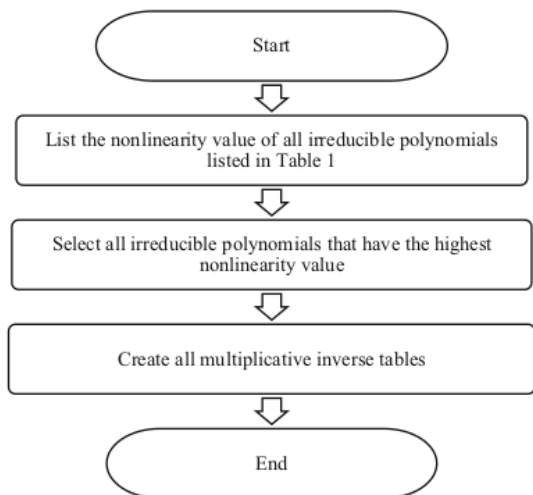 Start
List the nonlinearity value of all irreducible polynomials
listed in Table 1
Select all irreducible polynomials that have the highest
nonlinearity value
Create all multiplicative inverse tables
End